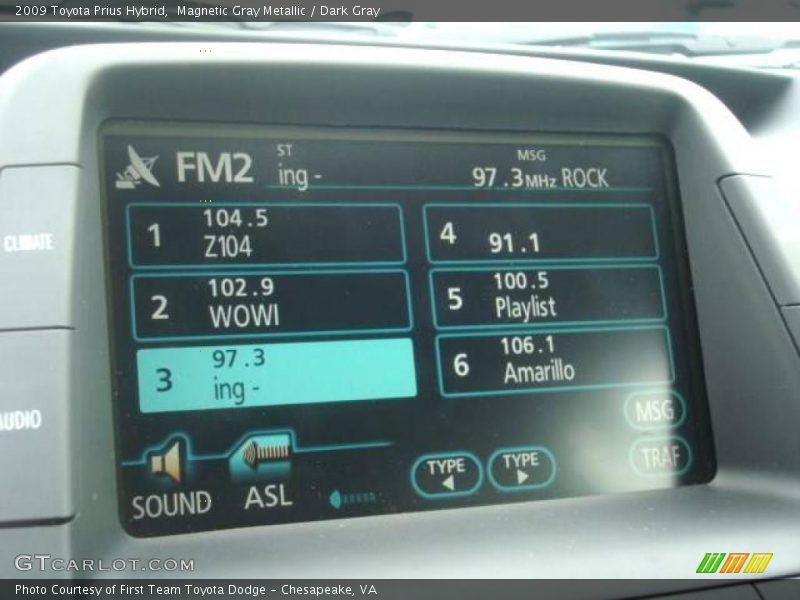 2009 Toyota Prius Hybrid,  Magnetic Gray Metallic / Dark Gray
FM2
ST
ing -
MSG
97.3MHz ROCK
CLIMATE
AUDIO
1 104.5
Z104
2 102.9
WOWI
3 97.3
ing -
4 91.1
5 100.5
Playlist
6 106.1
Amarillo
MSG
TRAF
SOUND
ASL
TYPE
TYPE
GTCARLOT.COM
Photo Courtesy of First Team Toyota Dodge - Chesapeake, VA